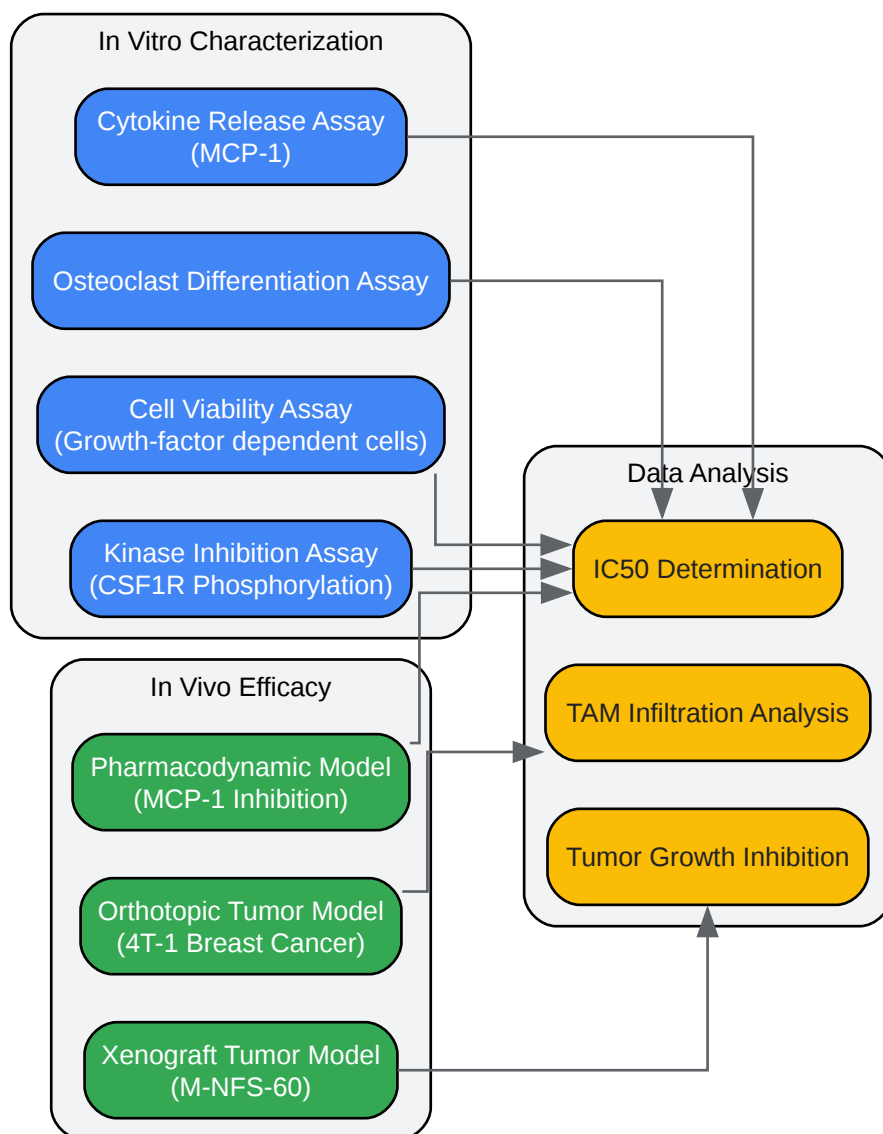 In Vitro Characterization
Cytokine Release Assay
(MCP-1)
Osteoclast Differentiation Assay
Cell Viability Assay
(Growth-factor dependent cells)
Kinase Inhibition Assay
(CSF1R Phosphorylation)
In Vivo Efficacy
Pharmacodynamic Model
(MCP-1 Inhibition)
Orthotopic Tumor Model
(4T-1 Breast Cancer)
Xenograft Tumor Model
(M-NFS-60)
Data Analysis
IC50 Determination
TAM Infiltration Analysis
Tumor Growth Inhibition